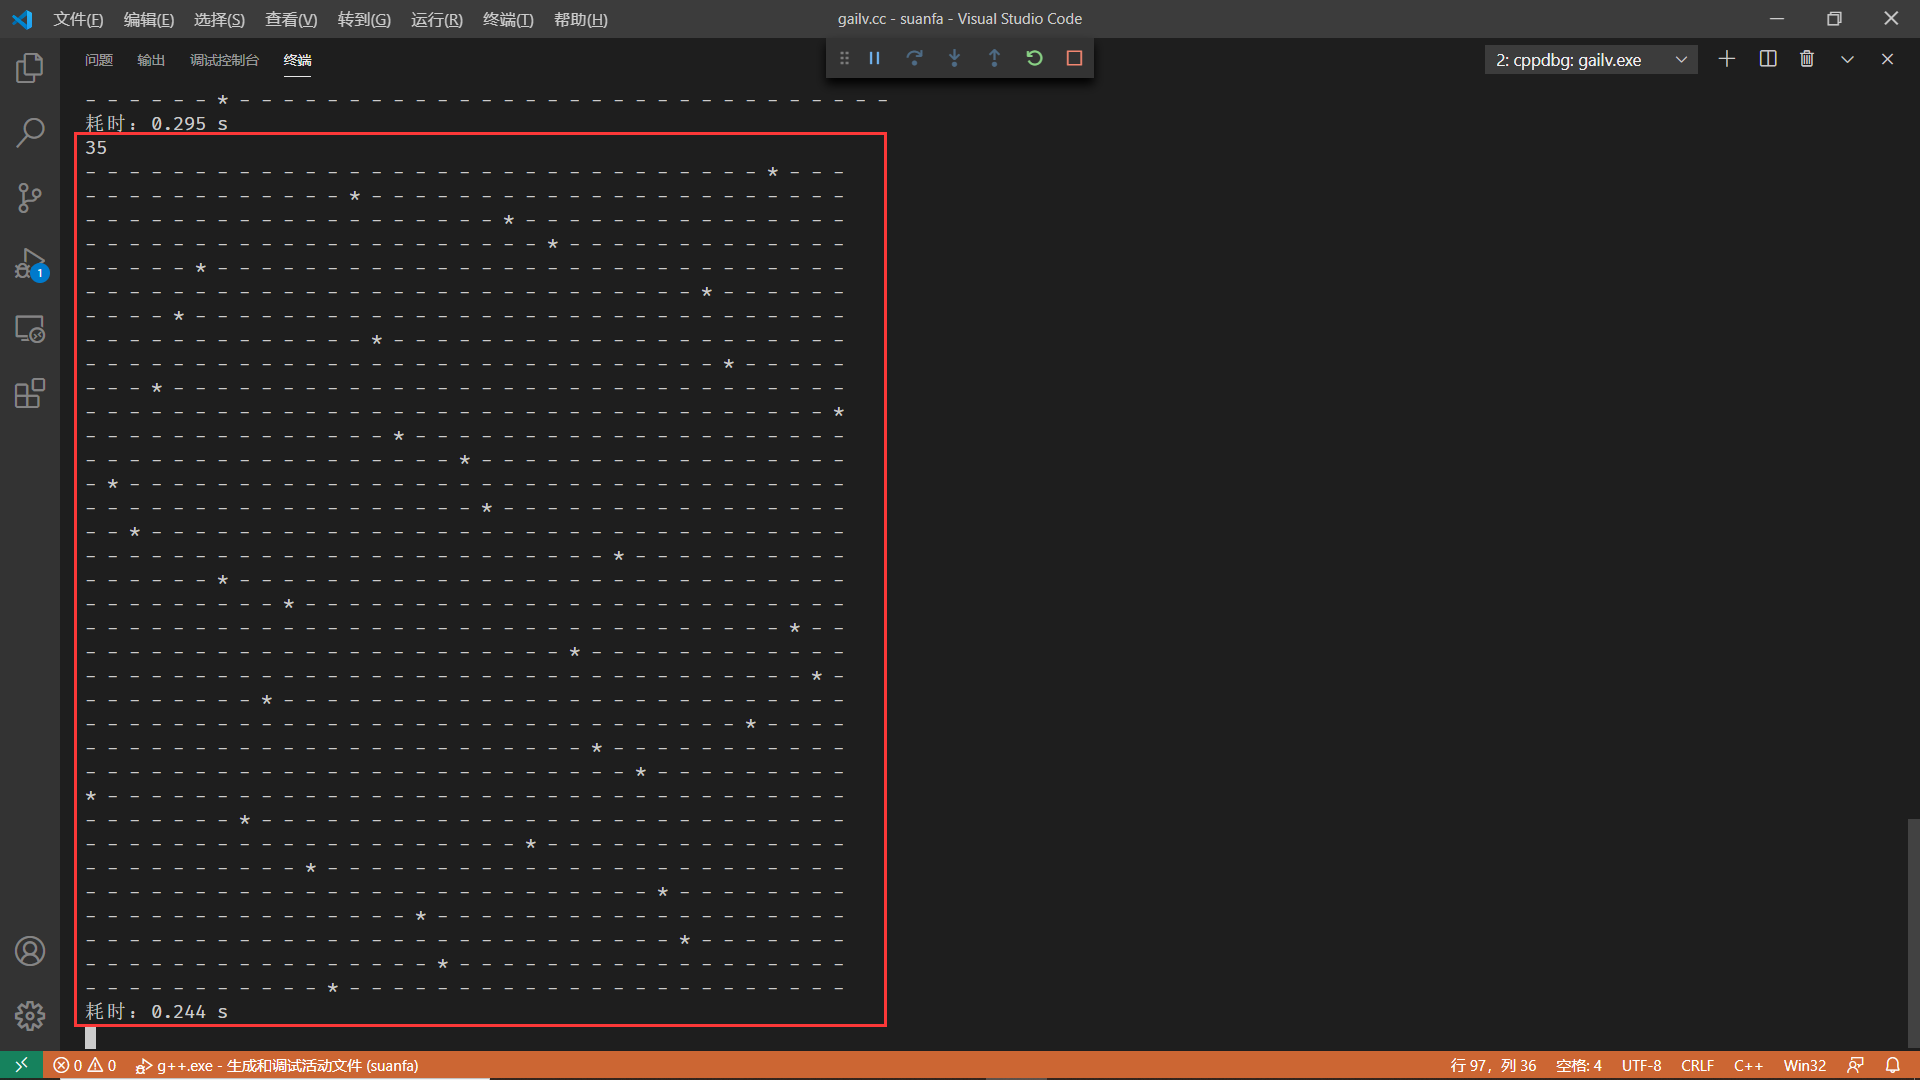 文件(F) 编辑(E) 选择(S) 查看(V) 转到(G) 运行(R) 终端(T) 帮助(H) gailv.cc - suanfa - Visual Studio Code
问题 输出 调试控制台 终端 2: cppdbg: gailv.exe
- - - - - - * - - - - - - - - - - - - - - - - - - - - - - - - - - - - - -
耗时: 0.295 s
35
- - - - - - - - - - - - - - - - - - - - - - - - - - - - - - - * - - -
- - - - - - - - - - - - * - - - - - - - - - - - - - - - - - - - - - -
- - - - - - - - - - - - - - - - - - - * - - - - - - - - - - - - - - -
- - - - - - - - - - - - - - - - - - - - - * - - - - - - - - - - - - -
- - - - - * - - - - - - - - - - - - - - - - - - - - - - - - - - - - -
- - - - - - - - - - - - - - - - - - - - - - - - - - - - * - - - - - -
- - - - * - - - - - - - - - - - - - - - - - - - - - - - - - - - - - -
- - - - - - - - - - - - - * - - - - - - - - - - - - - - - - - - - - -
- - - - - - - - - - - - - - - - - - - - - - - - - - - - - * - - - - -
- - - * - - - - - - - - - - - - - - - - - - - - - - - - - - - - - - -
- - - - - - - - - - - - - - - - - - - - - - - - - - - - - - - - - - *
- - - - - - - - - - - - - - * - - - - - - - - - - - - - - - - - - - -
- - - - - - - - - - - - - - - - - * - - - - - - - - - - - - - - - - -
- * - - - - - - - - - - - - - - - - - - - - - - - - - - - - - - - - -
- - - - - - - - - - - - - - - - - - * - - - - - - - - - - - - - - - -
- - * - - - - - - - - - - - - - - - - - - - - - - - - - - - - - - - -
- - - - - - - - - - - - - - - - - - - - - - - - * - - - - - - - - - -
- - - - - - * - - - - - - - - - - - - - - - - - - - - - - - - - - - -
- - - - - - - - - * - - - - - - - - - - - - - - - - - - - - - - - - -
- - - - - - - - - - - - - - - - - - - - - - - - - - - - - - - - * - -
- - - - - - - - - - - - - - - - - - - - - - * - - - - - - - - - - - -
- - - - - - - - - - - - - - - - - - - - - - - - - - - - - - - - - * -
- - - - - - - - * - - - - - - - - - - - - - - - - - - - - - - - - - -
- - - - - - - - - - - - - - - - - - - - - - - - - - - - - - * - - - -
- - - - - - - - - - - - - - - - - - - - - - - * - - - - - - - - - - -
- - - - - - - - - - - - - - - - - - - - - - - - - * - - - - - - - - -
* - - - - - - - - - - - - - - - - - - - - - - - - - - - - - - - - - -
- - - - - - - * - - - - - - - - - - - - - - - - - - - - - - - - - - -
- - - - - - - - - - - - - - - - - - - - * - - - - - - - - - - - - - -
- - - - - - - - - - * - - - - - - - - - - - - - - - - - - - - - - - -
- - - - - - - - - - - - - - - - - - - - - - - - - - * - - - - - - - -
- - - - - - - - - - - - - - - * - - - - - - - - - - - - - - - - - - -
- - - - - - - - - - - - - - - - - - - - - - - - - - - * - - - - - - -
- - - - - - - - - - - - - - - - * - - - - - - - - - - - - - - - - - -
- - - - - - - - - - - * - - - - - - - - - - - - - - - - - - - - - - -
耗时: 0.244 s
1
0 0 g++.exe - 生成和调试活动文件 (suanfa) 行 97, 列 36 空格: 4 UTF-8 CRLF C++ Win32